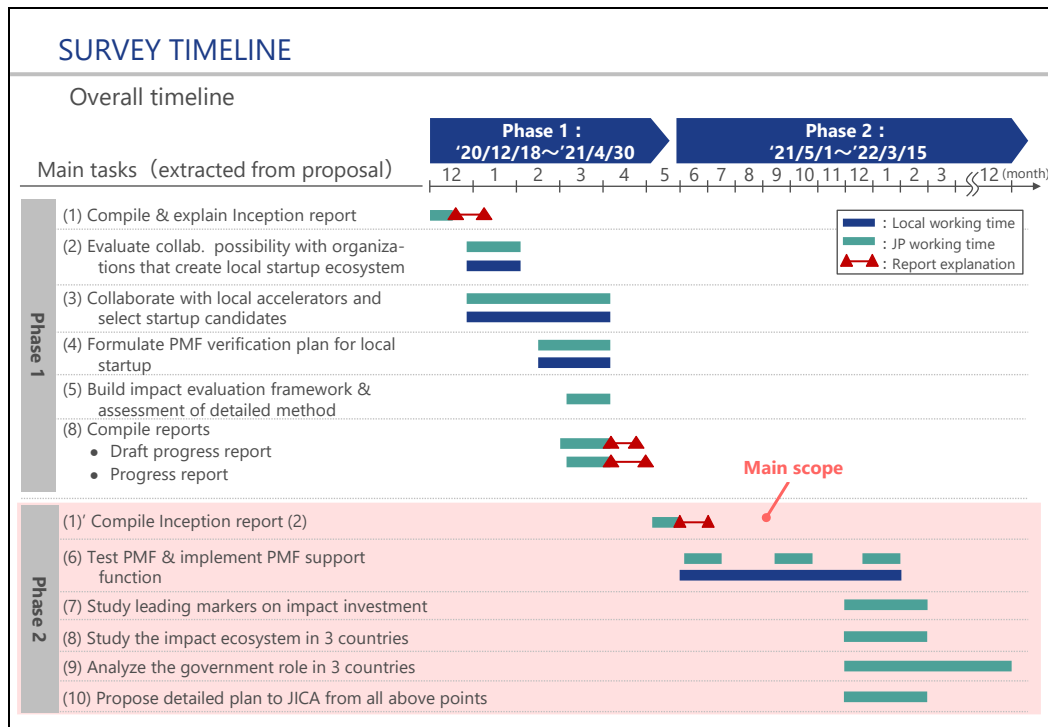 SURVEY TIMELINE
Overall timeline
Phase 1 :
'20/12/18～'21/4/30
Phase 2 :
'21/5/1～'22/3/15
Main tasks（extracted from proposal）
12 1 2 3 4 5 6 7 8 9 10 11 12 1 2 3 12 (month)
Phase 1
(1) Compile & explain Inception report
(2) Evaluate collab. possibility with organiza-
tions that create local startup ecosystem
(3) Collaborate with local accelerators and
select startup candidates
(4) Formulate PMF verification plan for local
startup
(5) Build impact evaluation framework &
assessment of detailed method
(8) Compile reports
● Draft progress report
● Progress report
: Local working time
: JP working time
: Report explanation
Main scope
Phase 2
(1)' Compile Inception report (2)
(6) Test PMF & implement PMF support
function
(7) Study leading markers on impact investment
(8) Study the impact ecosystem in 3 countries
(9) Analyze the government role in 3 countries
(10) Propose detailed plan to JICA from all above points